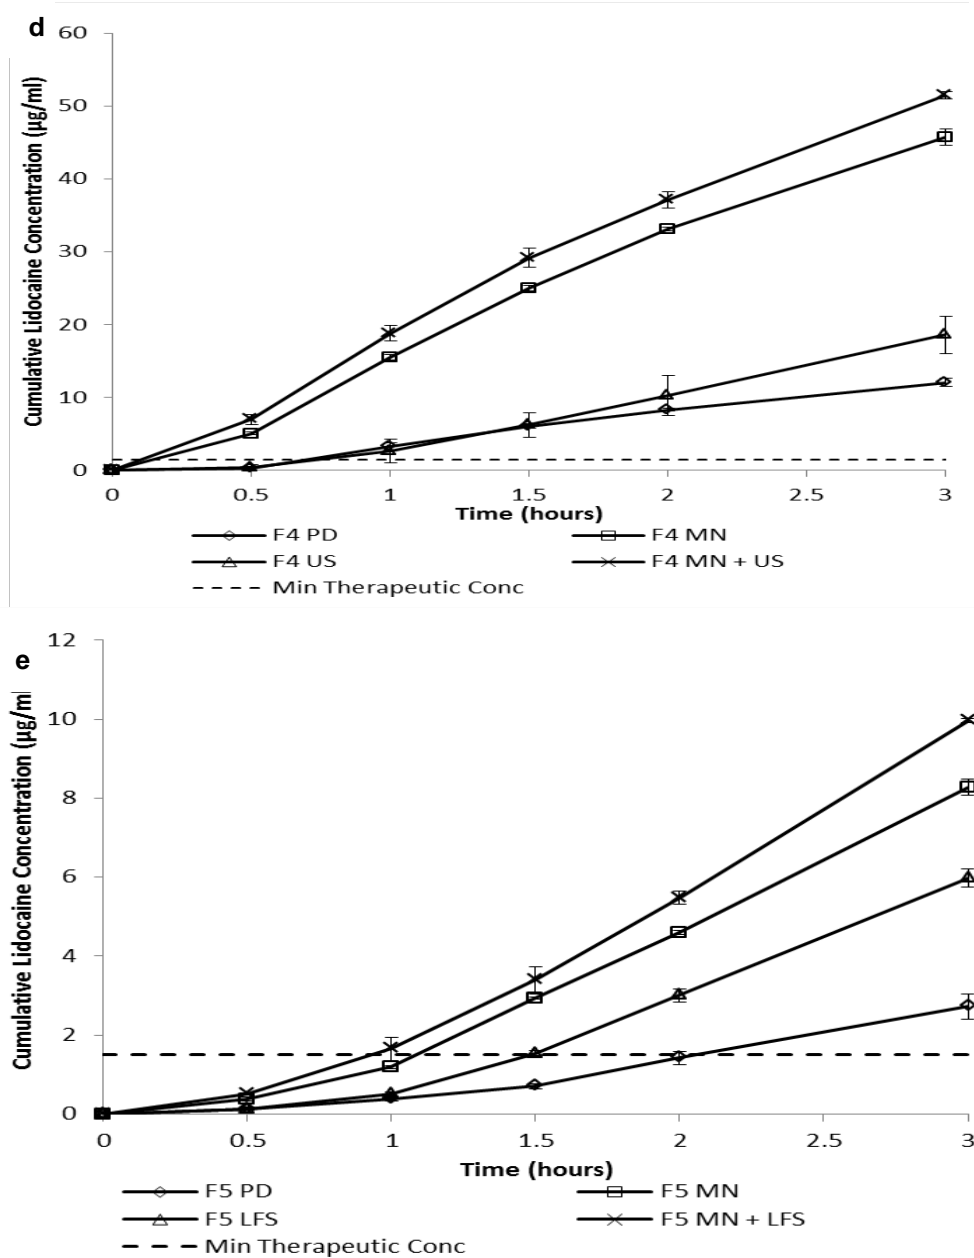 d
60
50
40
30
20
10
0
Cumulative Lidocaine Concentration (µg/ml)
0 0.5 1 1.5 2 2.5 3
Time (hours)
F4 PD F4 MN
F4 US F4 MN + US
Min Therapeutic Conc
e
12
10
8
6
4
2
0
Cumulative Lidocaine Concentration (µg/ml
0 0.5 1 1.5 2 2.5 3
Time (hours)
F5 PD F5 MN
F5 LFS F5 MN + LFS
Min Therapeutic Conc